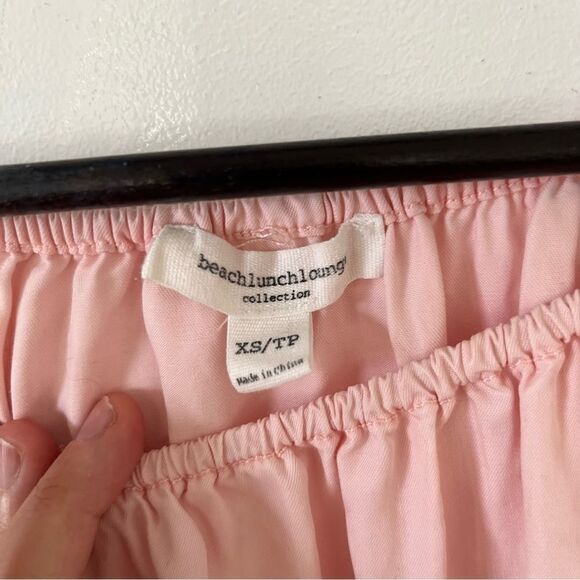 beachlunchlounge
collection
XS/TP
Made in China